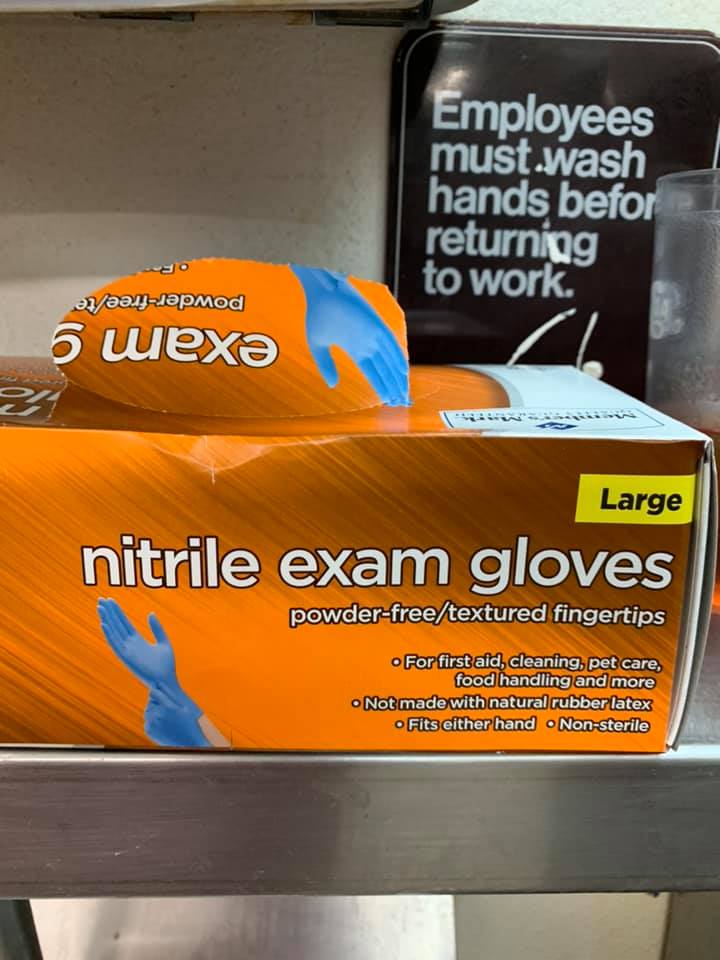 Employees
must wash
hands befor
returning
to work.
powder-free/te
exam g
Member's Mark
Large
nitrile exam gloves
powder-free/textured fingertips
• For first aid, cleaning, pet care,
food handling and more
• Not made with natural rubber latex
• Fits either hand • Non-sterile